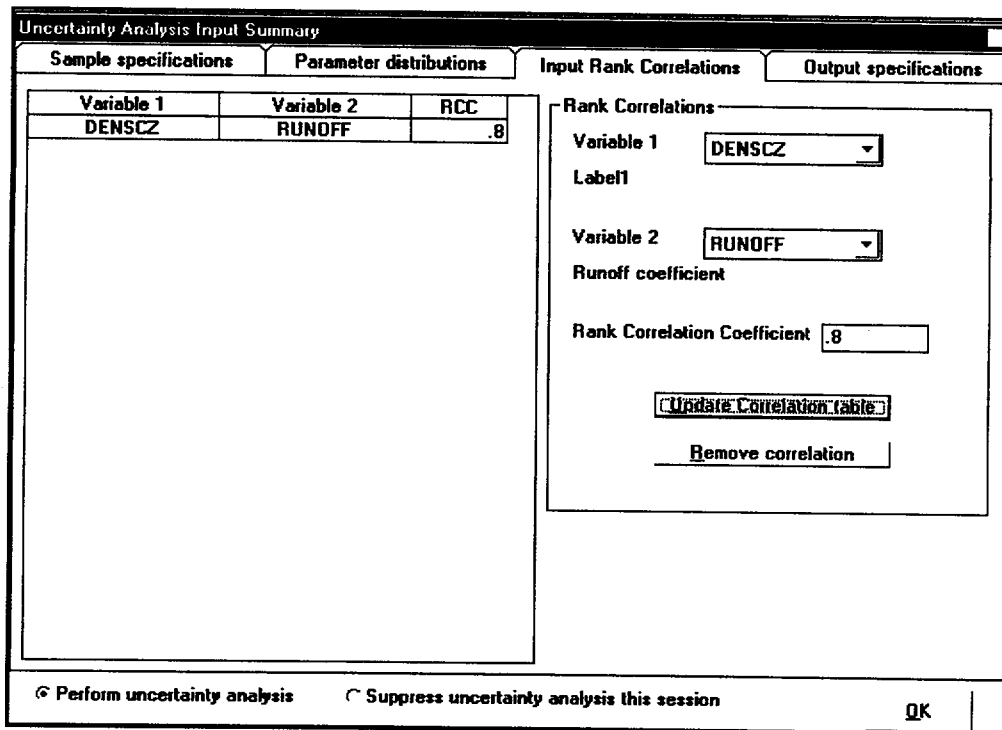 Uncertainty Analysis Input Summary
Sample specifications
Parameter distributions
Input Rank Correlations
Output specifications
Variable 1 Variable 2 RCC
DENSCZ RUNOFF .8
Rank Correlations
Variable 1 DENSCZ
Label1
Variable 2 RUNOFF
Runoff coefficient
Rank Correlation Coefficient .8
Update Correlation table
Remove correlation
Perform uncertainty analysis
Suppress uncertainty analysis this session
OK